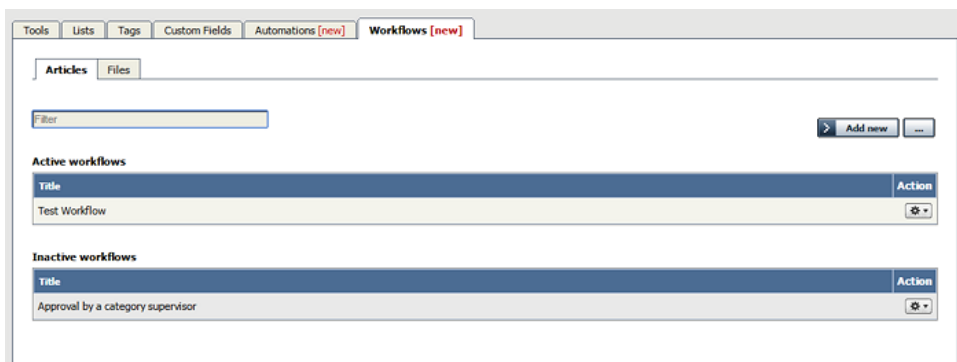 Tools Lists Tags Custom Fields Automations [new] Workflows [new]
Articles Files
Filter
Add new ...
Active workflows
Title Action
Test Workflow
Inactive workflows
Title Action
Approval by a category supervisor